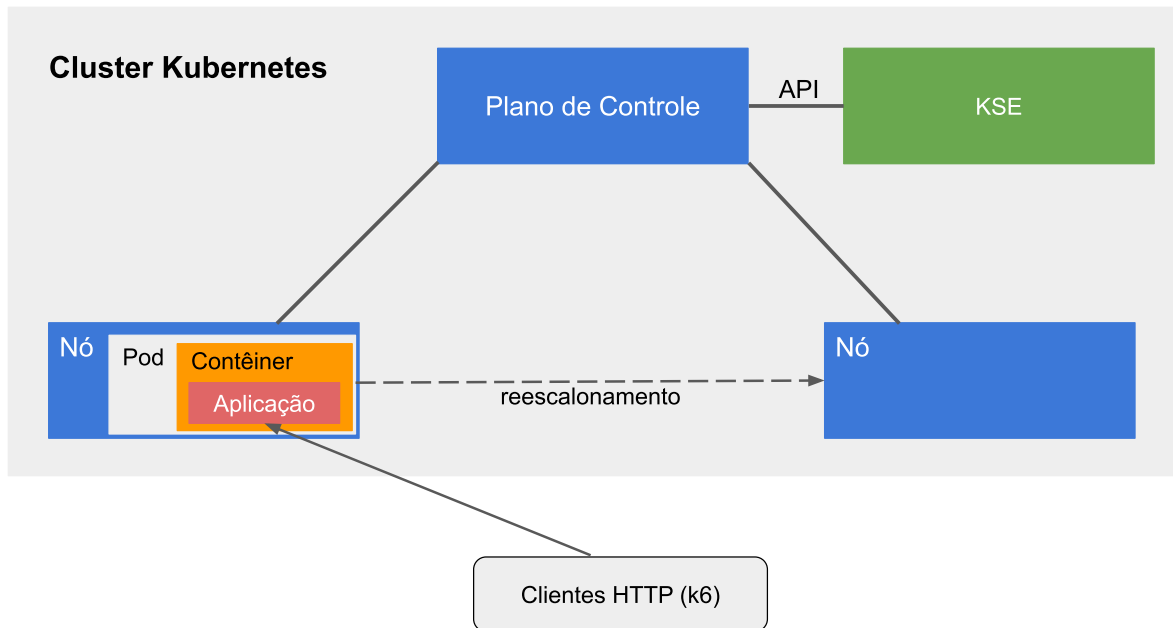 Cluster Kubernetes
Plano de Controle
API
KSE
Nó
Pod
Contêiner
Aplicação
reescalonamento
Nó
Clientes HTTP (k6)